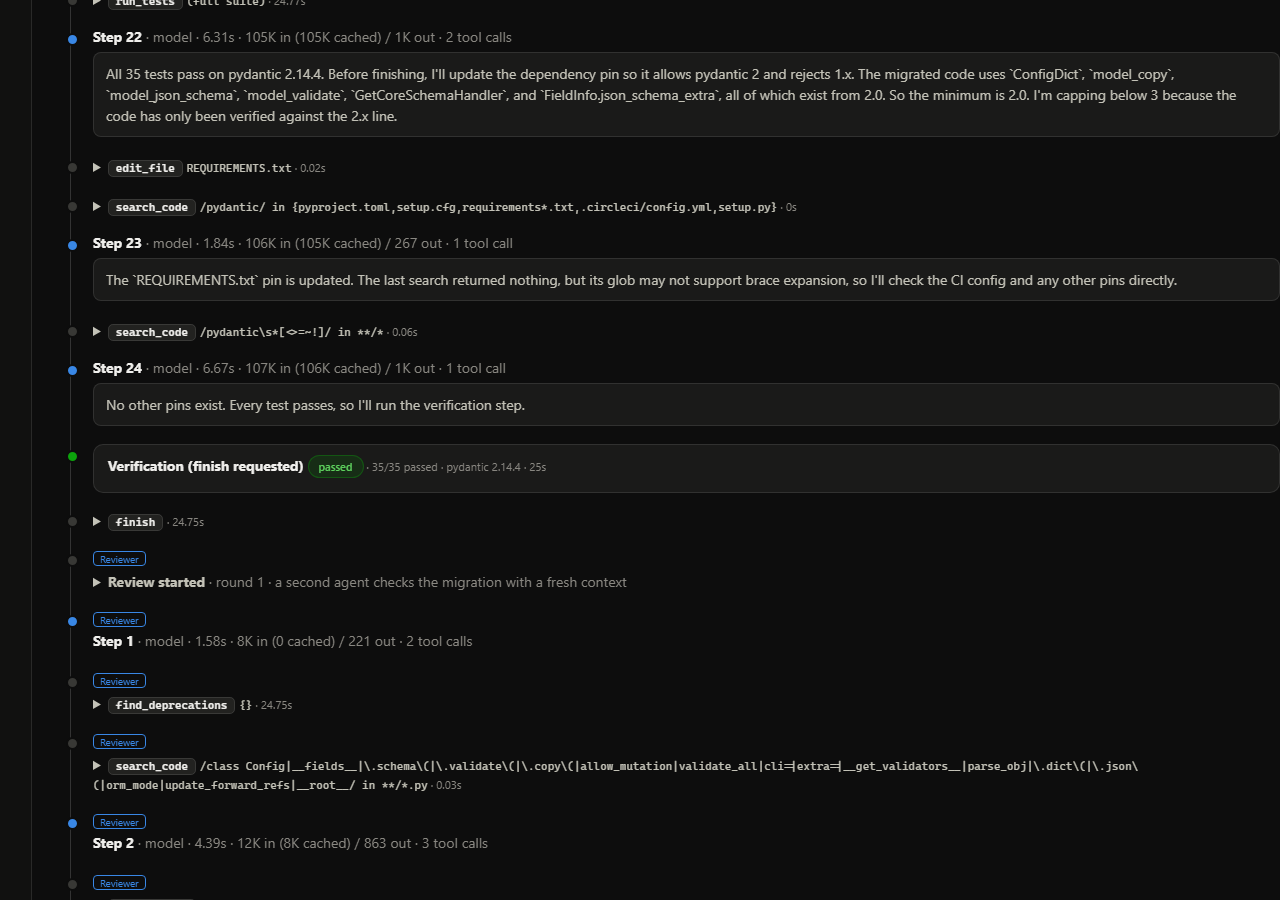 run_tests (full suite) · 24.77s
Step 22 · model · 6.31s · 105K in (105K cached) / 1K out · 2 tool calls
All 35 tests pass on pydantic 2.14.4. Before finishing, I'll update the dependency pin so it allows pydantic 2 and rejects 1.x. The migrated code uses `ConfigDict`, `model_copy`,
`model_json_schema`, `model_validate`, `GetCoreSchemaHandler`, and `FieldInfo.json_schema_extra`, all of which exist from 2.0. So the minimum is 2.0. I'm capping below 3 because the
code has only been verified against the 2.x line.
edit_file REQUIREMENTS.txt · 0.02s
search_code /pydantic/ in {pyproject.toml,setup.cfg,requirements*.txt,.circleci/config.yml,setup.py} · 0s
Step 23 · model · 1.84s · 106K in (105K cached) / 267 out · 1 tool call
The `REQUIREMENTS.txt` pin is updated. The last search returned nothing, but its glob may not support brace expansion, so I'll check the CI config and any other pins directly.
search_code /pydantic\s*[<>=~!]/ in **/* · 0.06s
Step 24 · model · 6.67s · 107K in (106K cached) / 1K out · 1 tool call
No other pins exist. Every test passes, so I'll run the verification step.
Verification (finish requested) passed · 35/35 passed · pydantic 2.14.4 · 25s
finish · 24.75s
Reviewer
Review started · round 1 · a second agent checks the migration with a fresh context
Reviewer
Step 1 · model · 1.58s · 8K in (0 cached) / 221 out · 2 tool calls
Reviewer
find_deprecations {} · 24.75s
Reviewer
search_code /class Config|__fields__|\.schema\(|\.validate\(|\.copy\(|allow_mutation|validate_all|cli=|extra=|__get_validators__|parse_obj|\.dict\(|\.json\
(|orm_mode|update_forward_refs|__root__/ in **/*.py · 0.03s
Reviewer
Step 2 · model · 4.39s · 12K in (8K cached) / 863 out · 3 tool calls
Reviewer